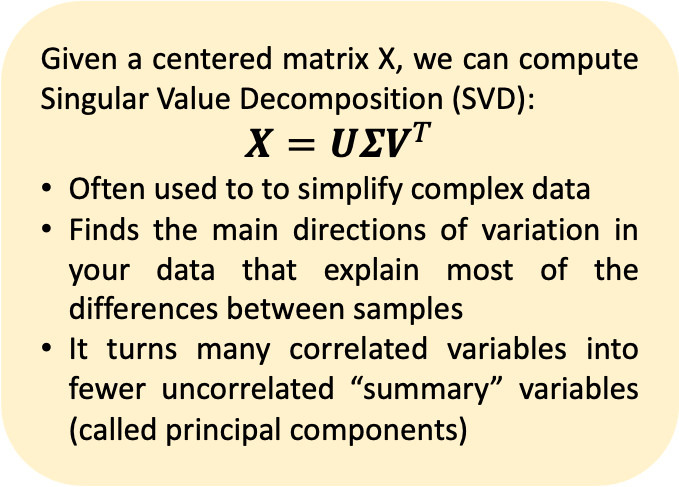 Given a centered matrix X, we can compute
Singular Value Decomposition (SVD):
X = UΣV^T
• Often used to to simplify complex data
• Finds the main directions of variation in
your data that explain most of the
differences between samples
• It turns many correlated variables into
fewer uncorrelated “summary” variables
(called principal components)